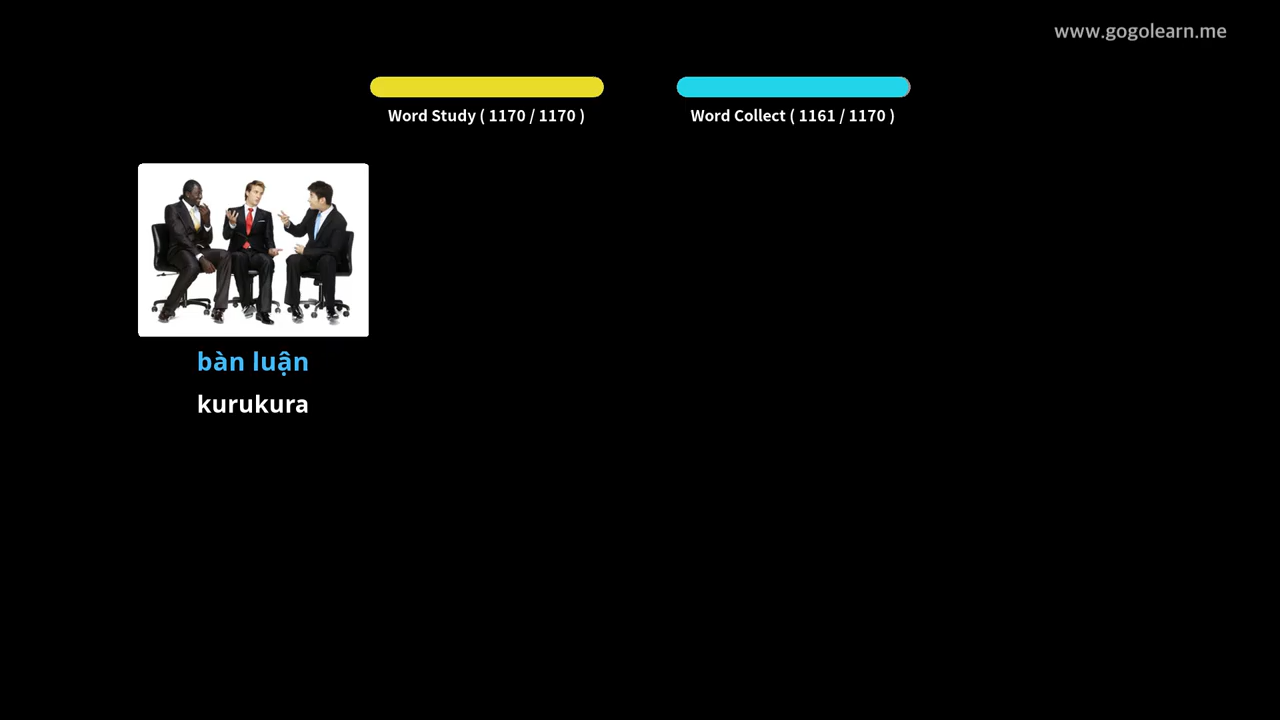 www.gogolearn.me
Word Study ( 1170 / 1170 )
Word Collect ( 1161 / 1170 )
bàn luận
kurukura